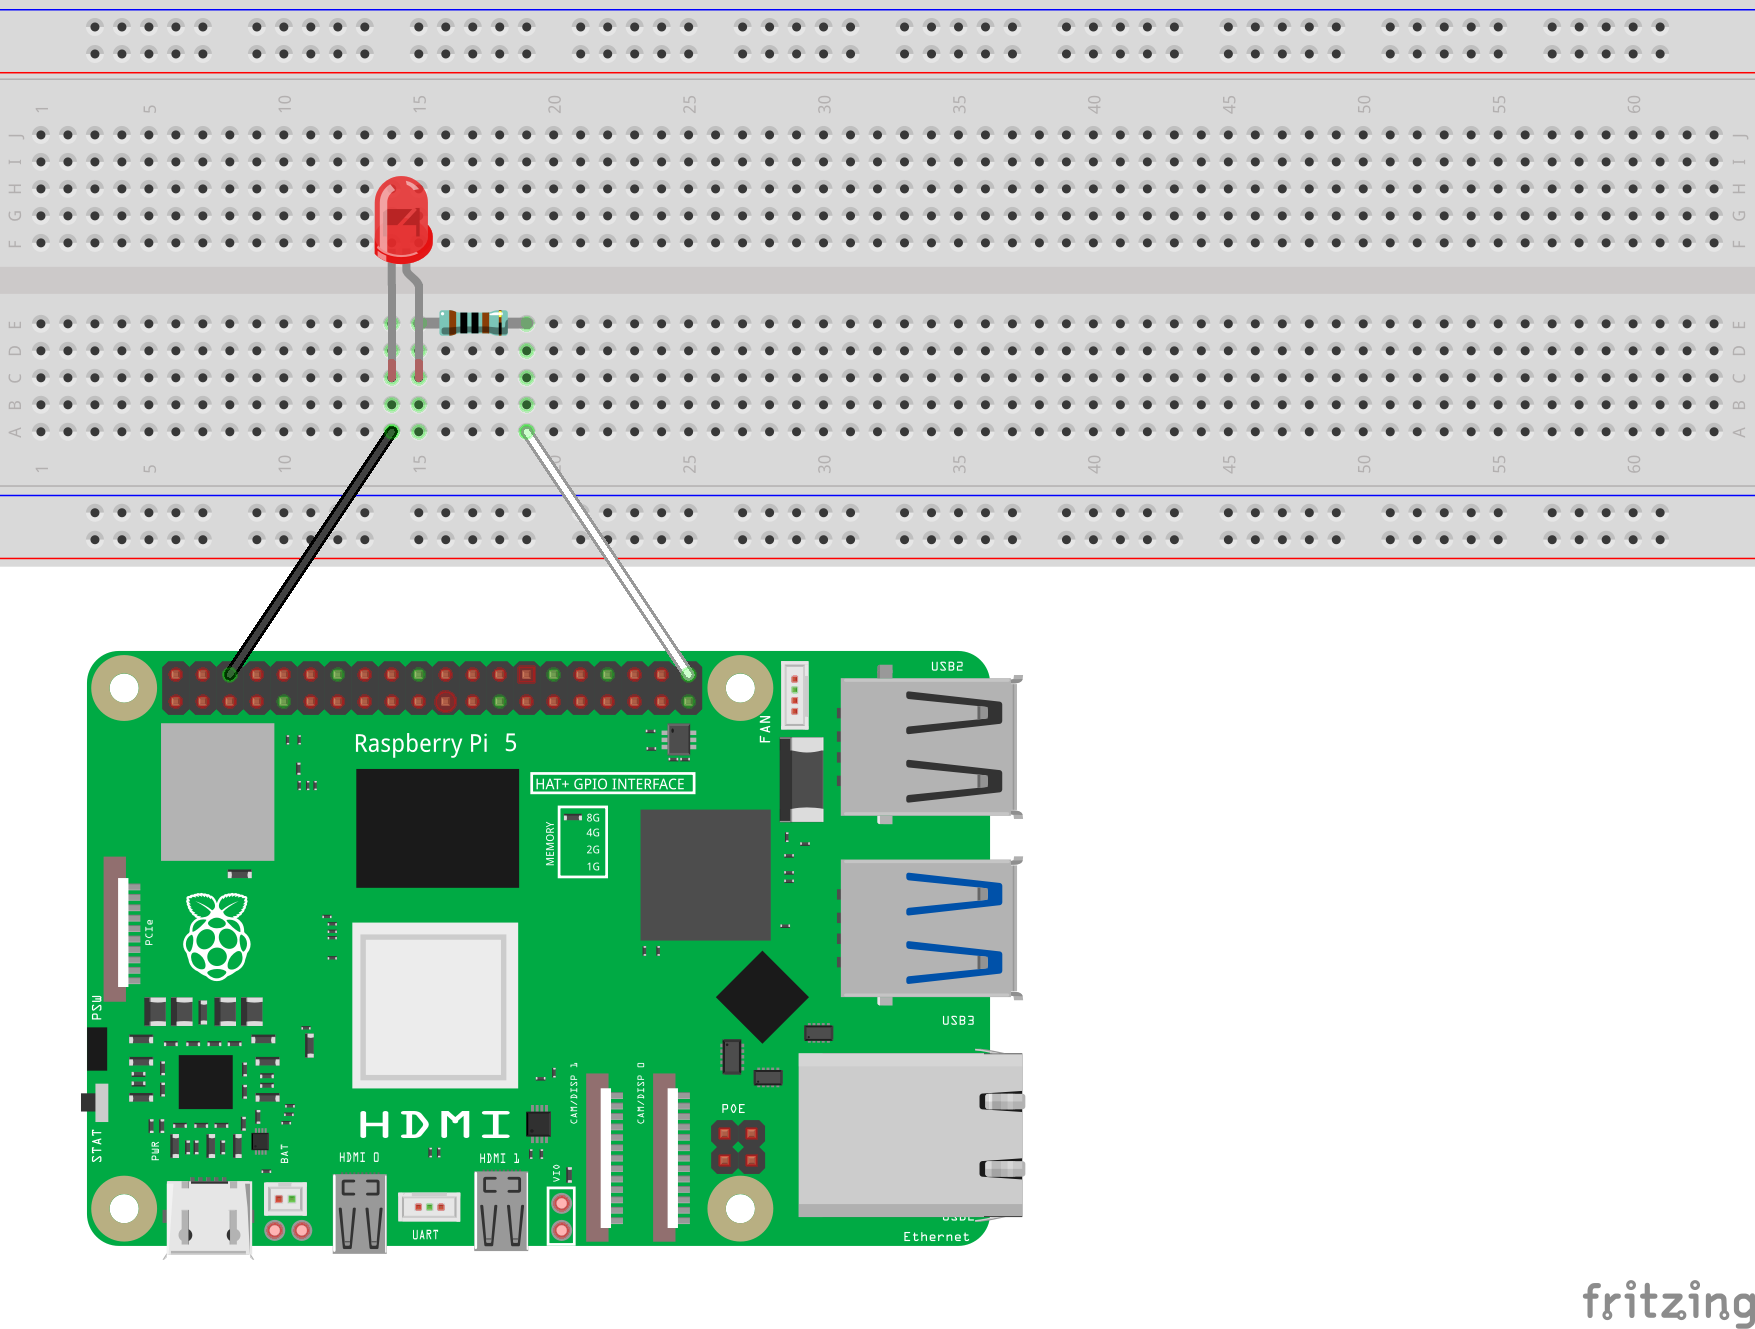 1 5 10 15 20 25 30 35 40 45 50 55 60
J J
I I
H H
G G
F F
E E
D D
C C
B B
A A
1 5 10 15 20 25 30 35 40 45 50 55 60
USB2
FAN
Raspberry Pi 5
HAT+ GPIO INTERFACE
MEMORY
8G
4G
2G
1G
PCIe
PSW
USB3
CAM/DISP 1
CAM/DISP 0
POE
HDMI
STAT
PWR
BAT
HDMI 0
HDMI 1
VIO
UART
Ethernet
fritzing